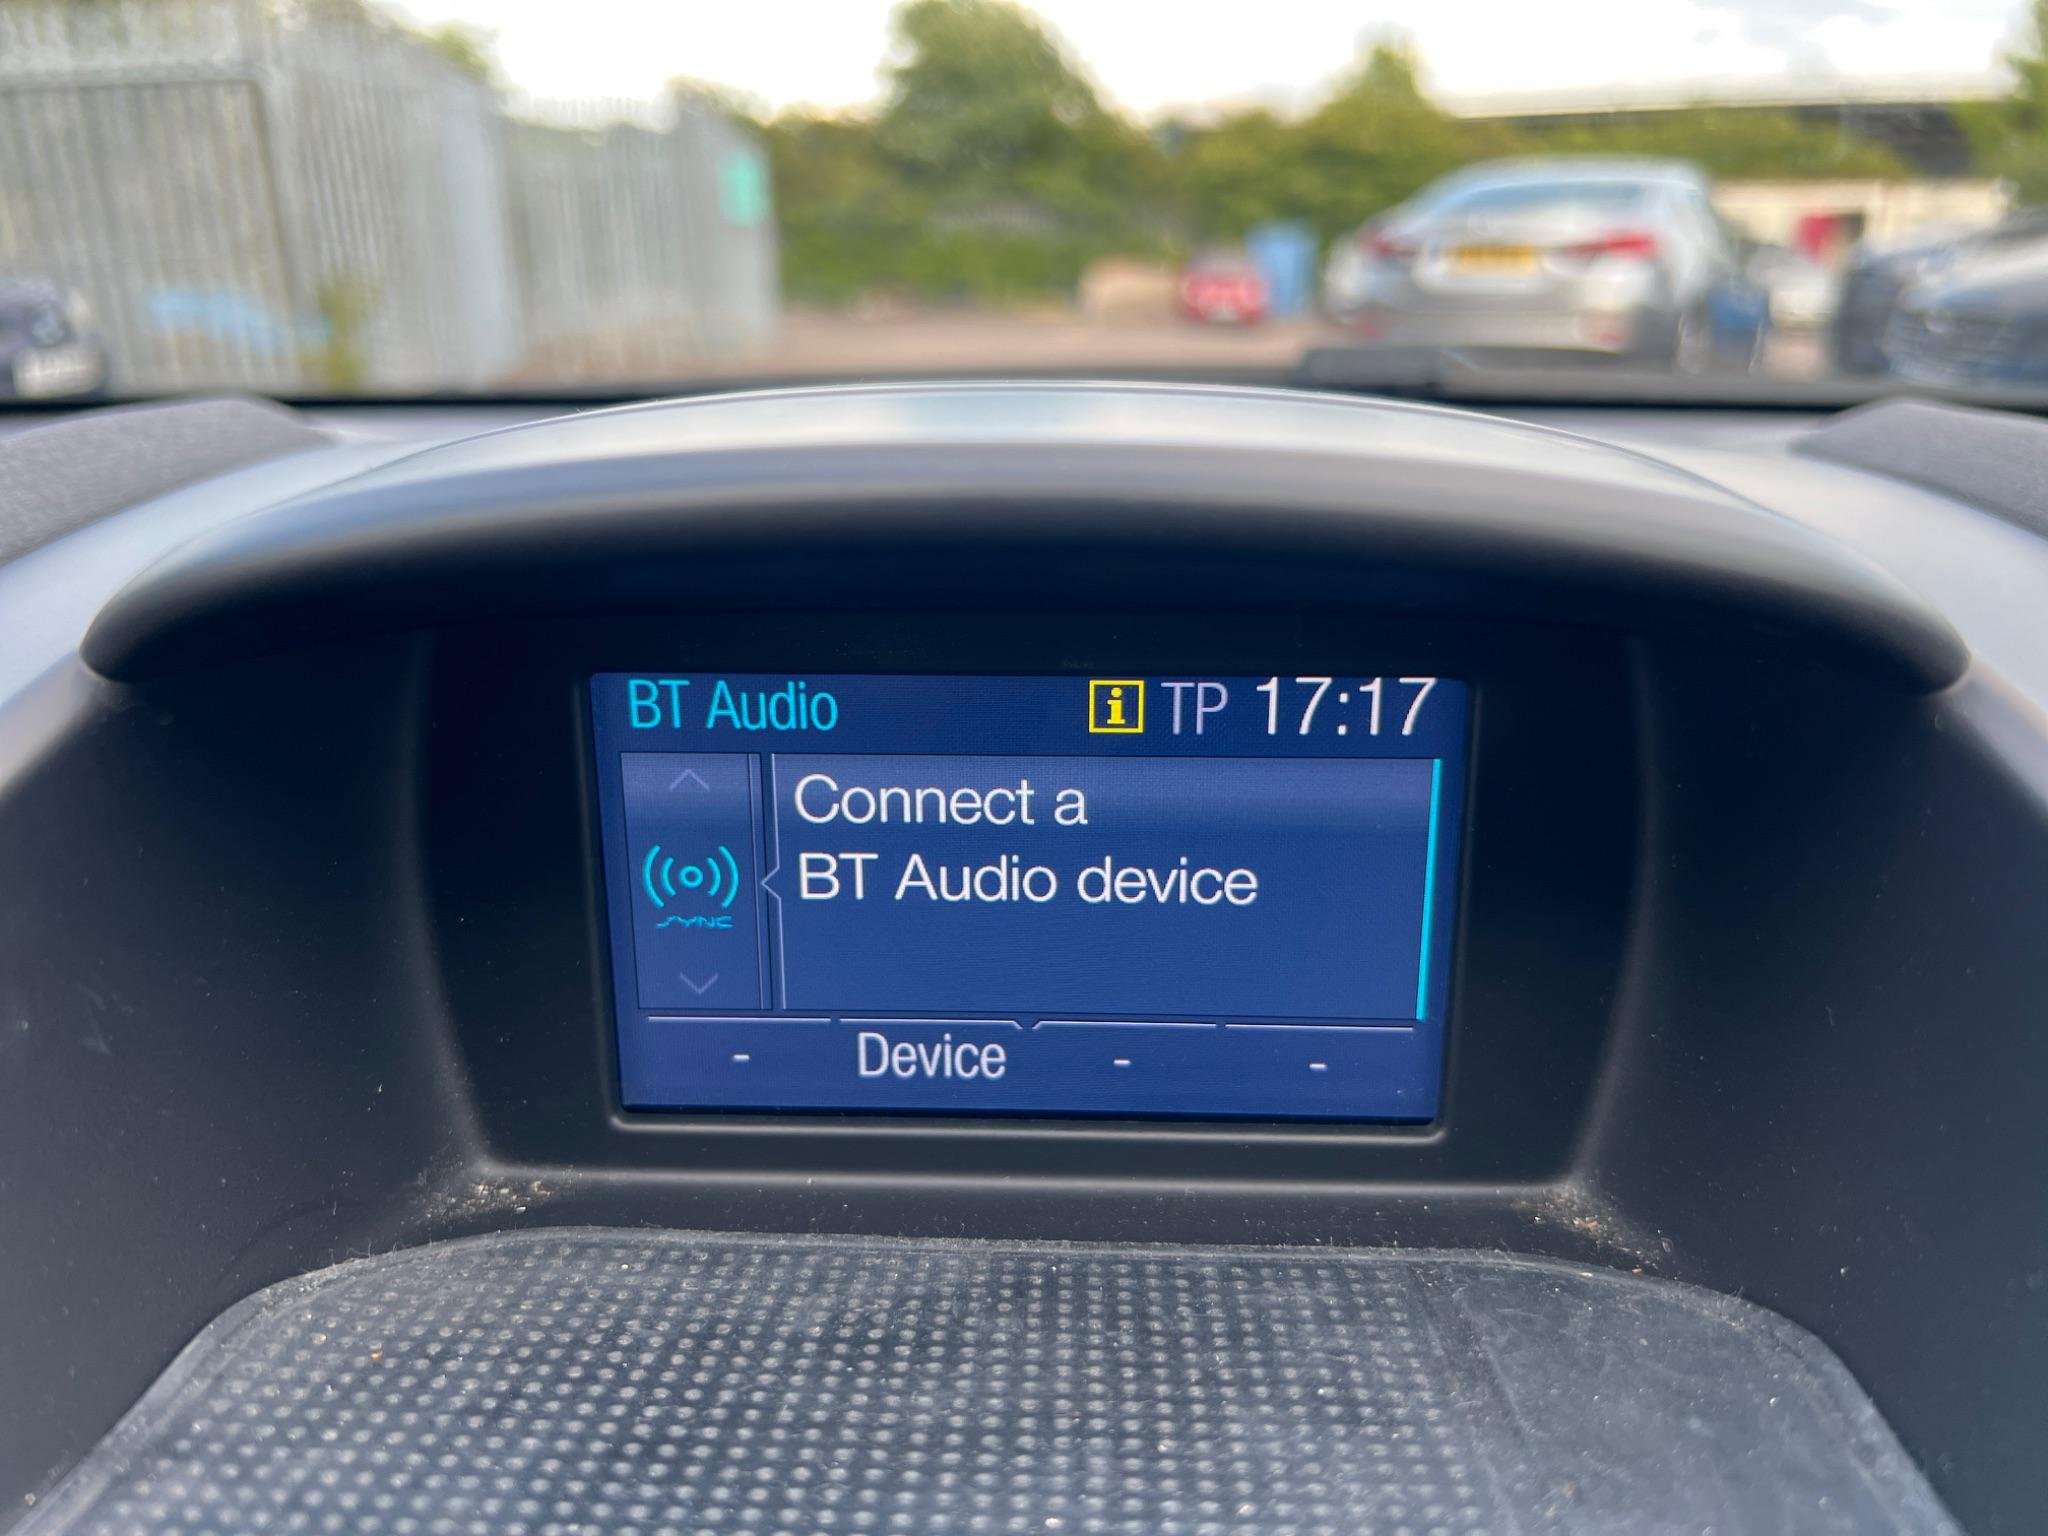 BT Audio i TP 17:17
Connect a
BT Audio device
SYNC
- Device - -